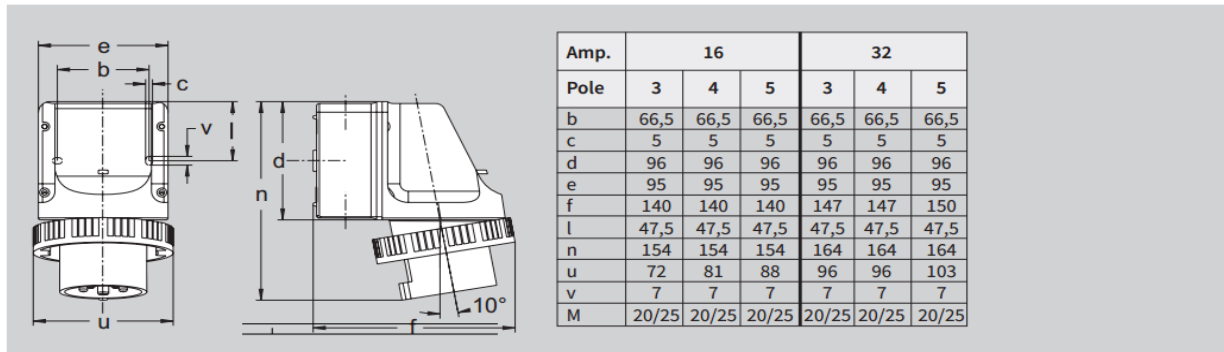 e
b
c
v
l
d
n
u
f
10°
Amp. 16 32
Pole 3 4 5 3 4 5
b 66,5 66,5 66,5 66,5 66,5 66,5
c 5 5 5 5 5 5
d 96 96 96 96 96 96
e 95 95 95 95 95 95
f 140 140 140 147 147 150
l 47,5 47,5 47,5 47,5 47,5 47,5
n 154 154 154 164 164 164
u 72 81 88 96 96 103
v 7 7 7 7 7 7
M 20/25 20/25 20/25 20/25 20/25 20/25